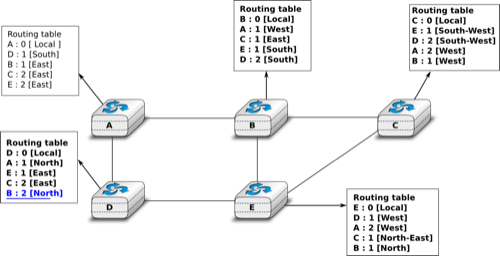 Routing table
A : 0 [ Local ]
D : 1 [South]
B : 1 [East]
C : 2 [East]
E : 2 [East]
Routing table
B : 0 [Local]
A : 1 [West]
C : 1 [East]
E : 1 [South]
D : 2 [South]
Routing table
C : 0 [Local]
E : 1 [South-West]
D : 2 [South-West]
A : 2 [West]
B : 1 [West]
A
B
C
Routing table
D : 0 [Local]
A : 1 [North]
E : 1 [East]
C : 2 [East]
B : 2 [North]
D
E
Routing table
E : 0 [Local]
D : 1 [West]
A : 2 [West]
C : 1 [North-East]
B : 1 [North]